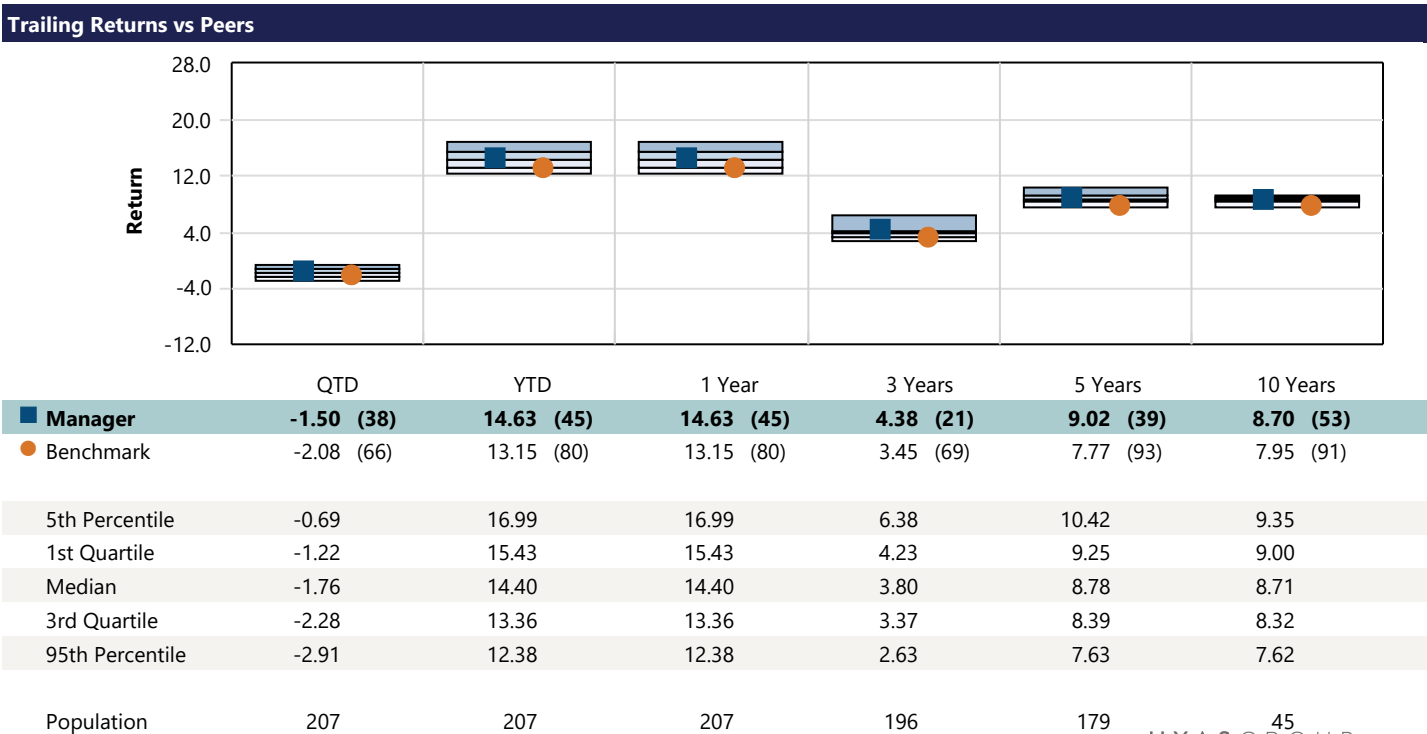 Trailing Returns vs Peers
28.0
20.0
12.0
4.0
-4.0
-12.0
Return
QTD YTD 1 Year 3 Years 5 Years 10 Years
Manager -1.50 (38) 14.63 (45) 14.63 (45) 4.38 (21) 9.02 (39) 8.70 (53)
Benchmark -2.08 (66) 13.15 (80) 13.15 (80) 3.45 (69) 7.77 (93) 7.95 (91)
5th Percentile -0.69 16.99 16.99 6.38 10.42 9.35
1st Quartile -1.22 15.43 15.43 4.23 9.25 9.00
Median -1.76 14.40 14.40 3.80 8.78 8.71
3rd Quartile -2.28 13.36 13.36 3.37 8.39 8.32
95th Percentile -2.91 12.38 12.38 2.63 7.63 7.62
Population 207 207 207 196 179 45